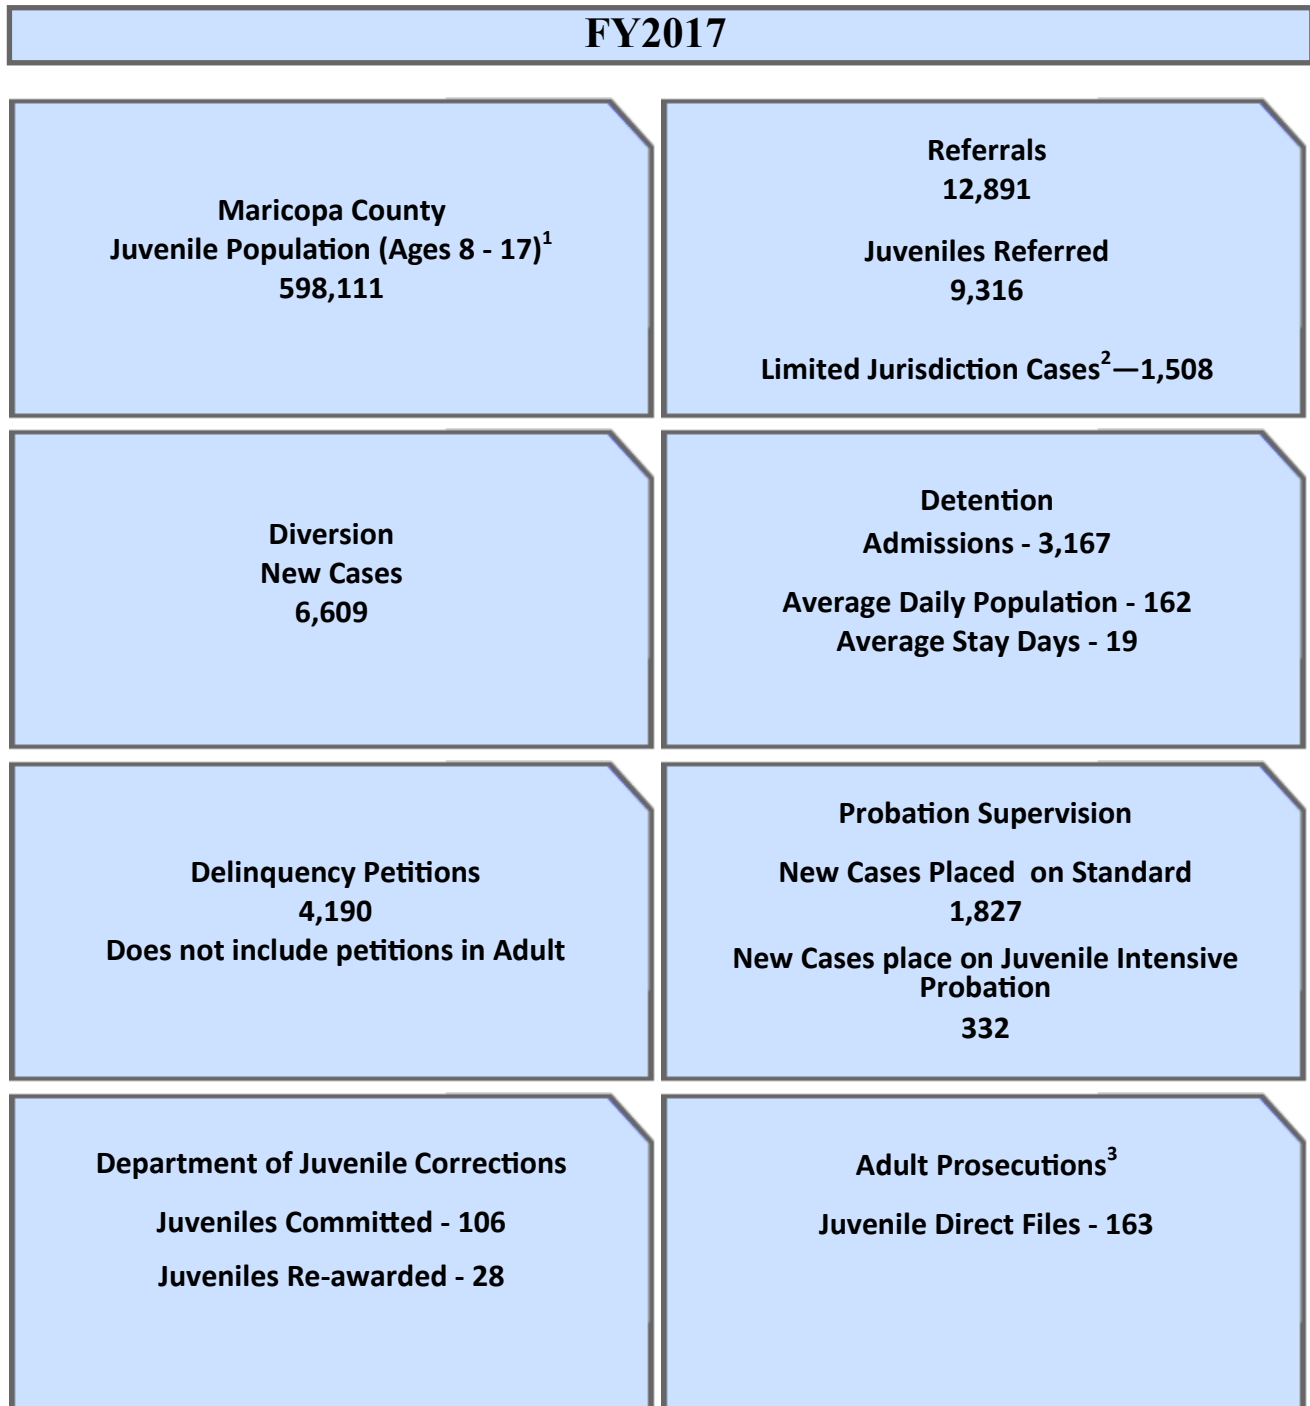 FY2017
Maricopa County
Juvenile Population (Ages 8 - 17)1
598,111
Referrals
12,891
Juveniles Referred
9,316
Limited Jurisdiction Cases2—1,508
Diversion
New Cases
6,609
Detention
Admissions - 3,167
Average Daily Population - 162
Average Stay Days - 19
Delinquency Petitions
4,190
Does not include petitions in Adult
Probation Supervision
New Cases Placed  on Standard
1,827
New Cases place on Juvenile Intensive
Probation
332
Department of Juvenile Corrections
Juveniles Committed - 106
Juveniles Re-awarded - 28
Adult Prosecutions3
Juvenile Direct Files - 163